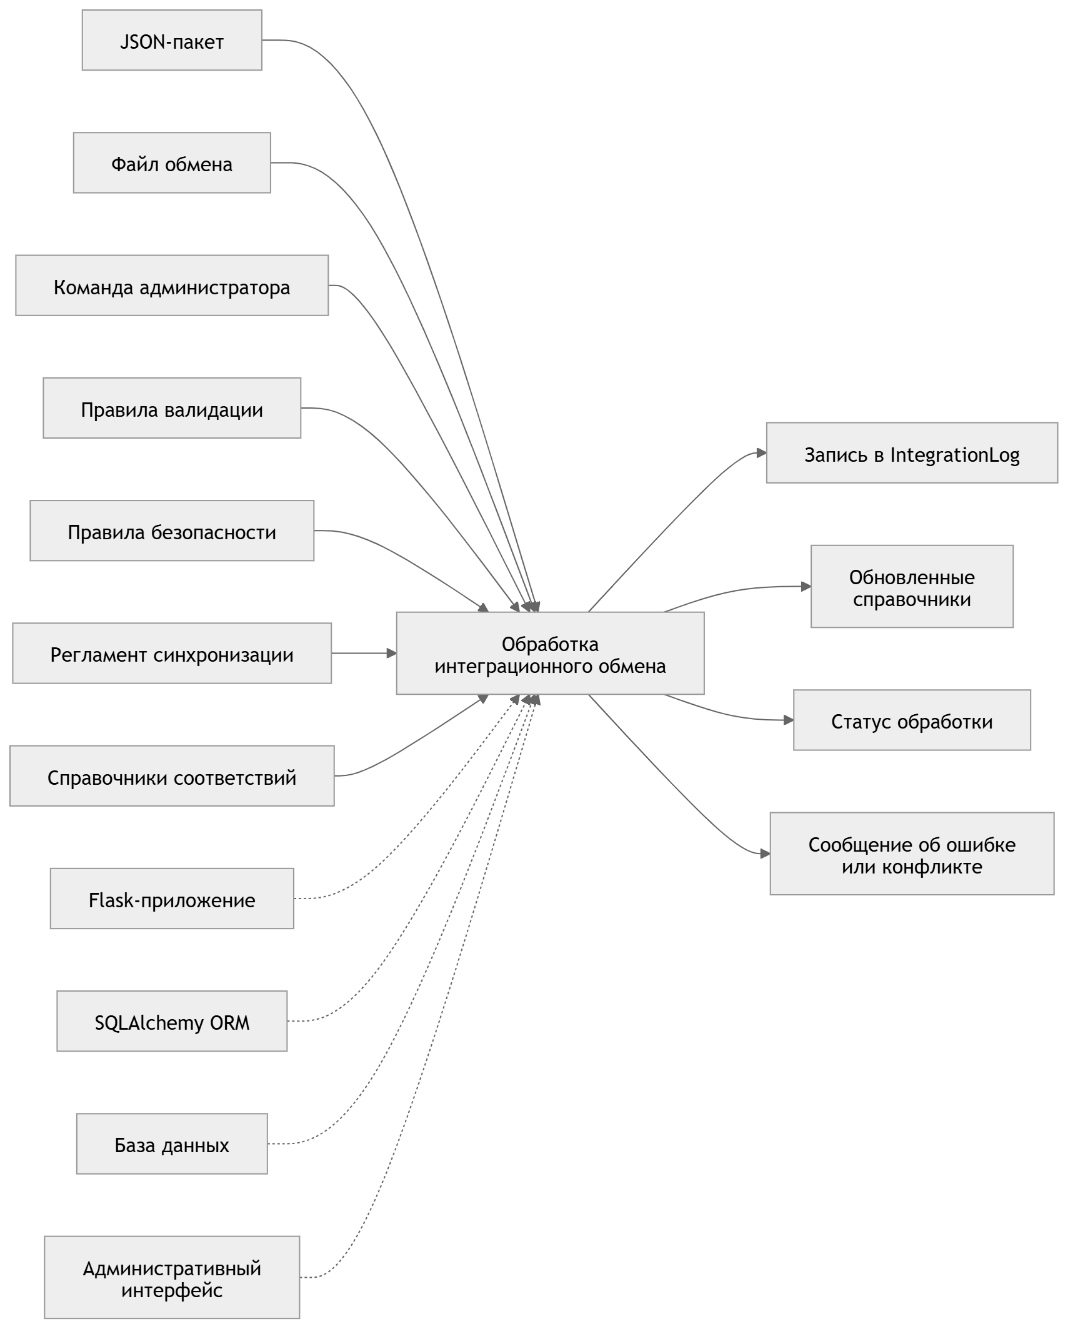 JSON-пакет
Файл обмена
Команда администратора
Правила валидации
Правила безопасности
Регламент синхронизации
Справочники соответствий
Flask-приложение
SQLAlchemy ORM
База данных
Административный
интерфейс
Обработка
интеграционного обмена
Запись в IntegrationLog
Обновленные
справочники
Статус обработки
Сообщение об ошибке
или конфликте